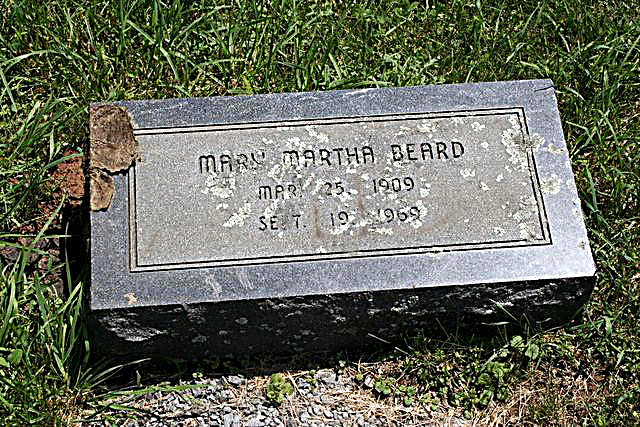 MARY MARTHA BEARD
MAR. 25, 1909
SEPT. 19, 1969